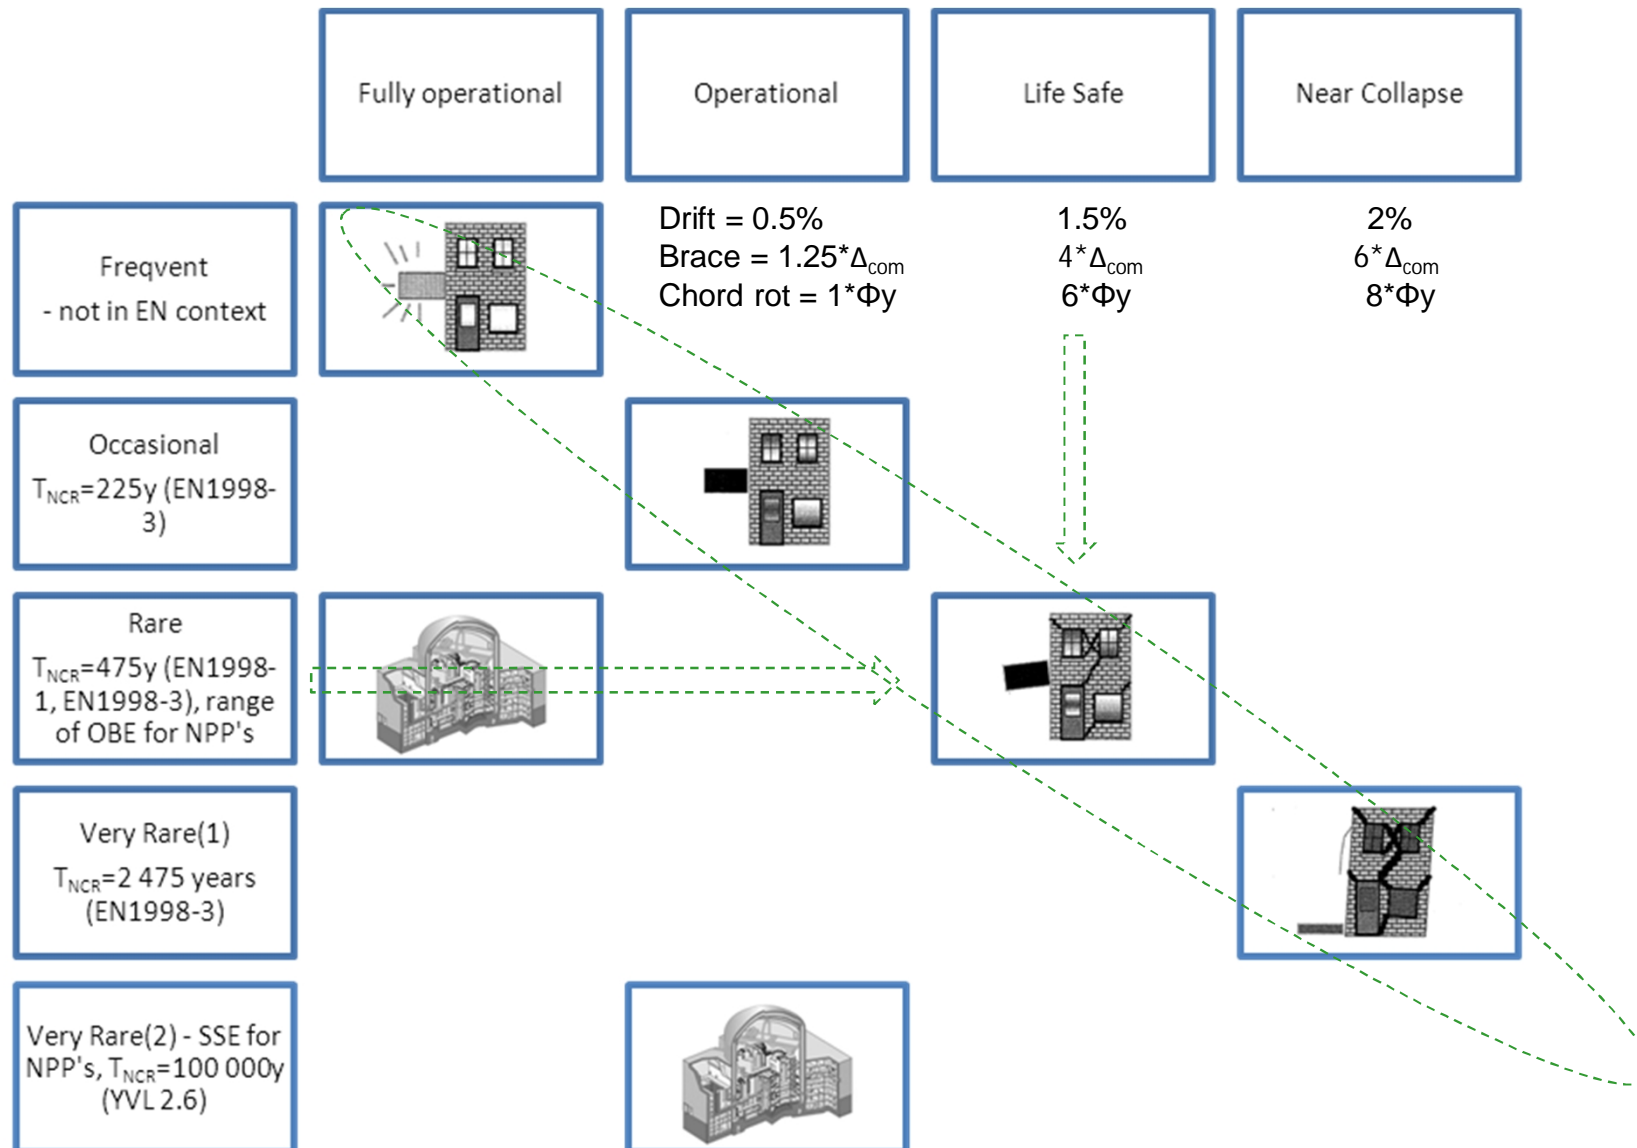 Fully operational
Operational
Life Safe
Near Collapse
Freqvent
- not in EN context
Drift = 0.5%
Brace = 1.25*Δcom
Chord rot = 1*Φy
1.5%
4*Δcom
6*Φy
2%
6*Δcom
8*Φy
Occasional
TNCR=225y (EN1998-
3)
Rare
TNCR=475y (EN1998-
1, EN1998-3), range
of OBE for NPP's
Very Rare(1)
TNCR=2 475 years
(EN1998-3)
Very Rare(2) - SSE for
NPP's, TNCR=100 000y
(YVL 2.6)